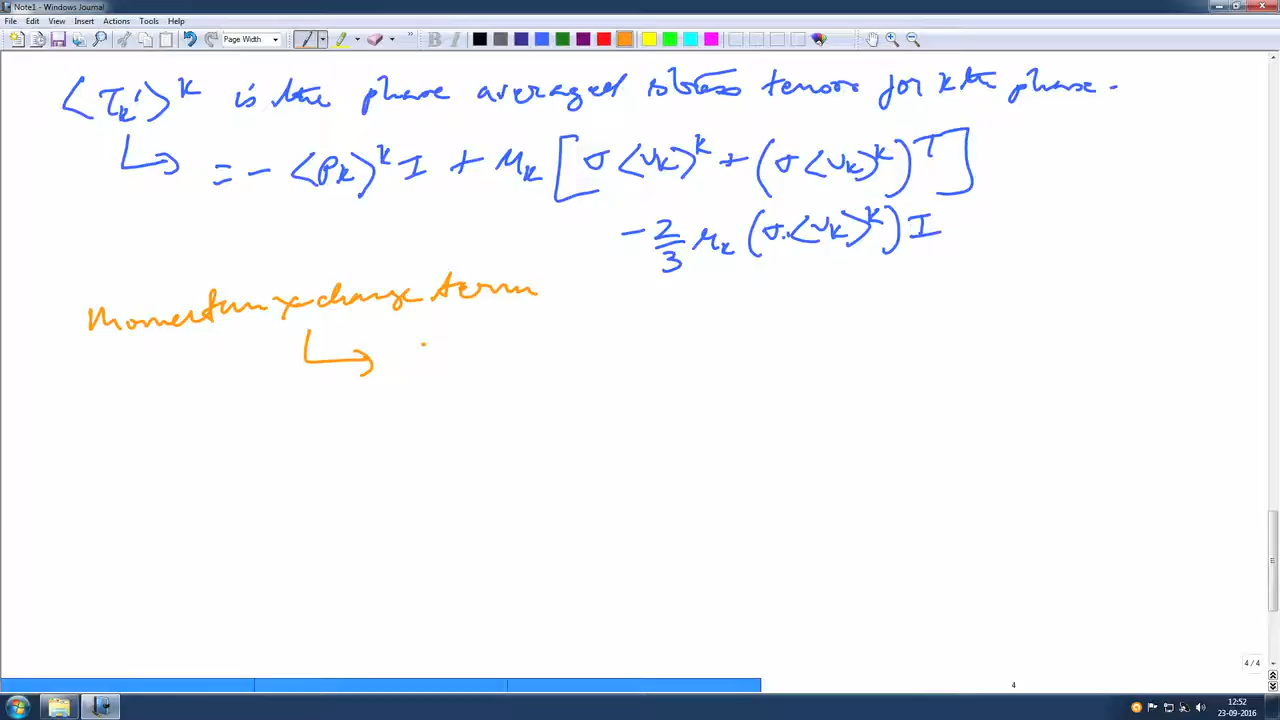 Note1 - Windows Journal
File Edit View Insert Actions Tools Help
Page Width
B I
⟨τk'⟩^k is the phase averaged stress tensor for kth phase.
= - ⟨Pk⟩^k I + μk [ σ⟨vk⟩^k + (σ⟨vk⟩^k)^T ]
- 2/3 μk (σ.⟨vk⟩^k) I
Momentum x-change term
4 / 4
4
12:52
23-09-2016